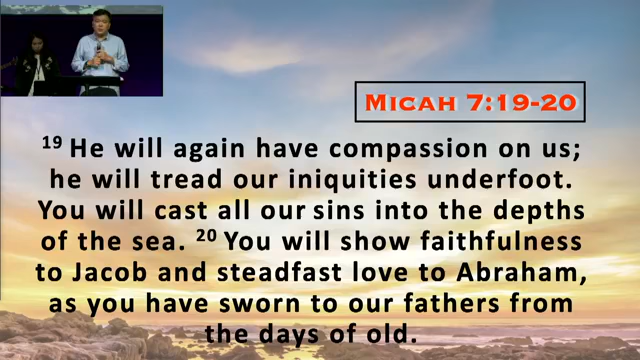 MICAH 7:19-20
19 He will again have compassion on us;
he will tread our iniquities underfoot.
You will cast all our sins into the depths
of the sea. 20 You will show faithfulness
to Jacob and steadfast love to Abraham,
as you have sworn to our fathers from
the days of old.